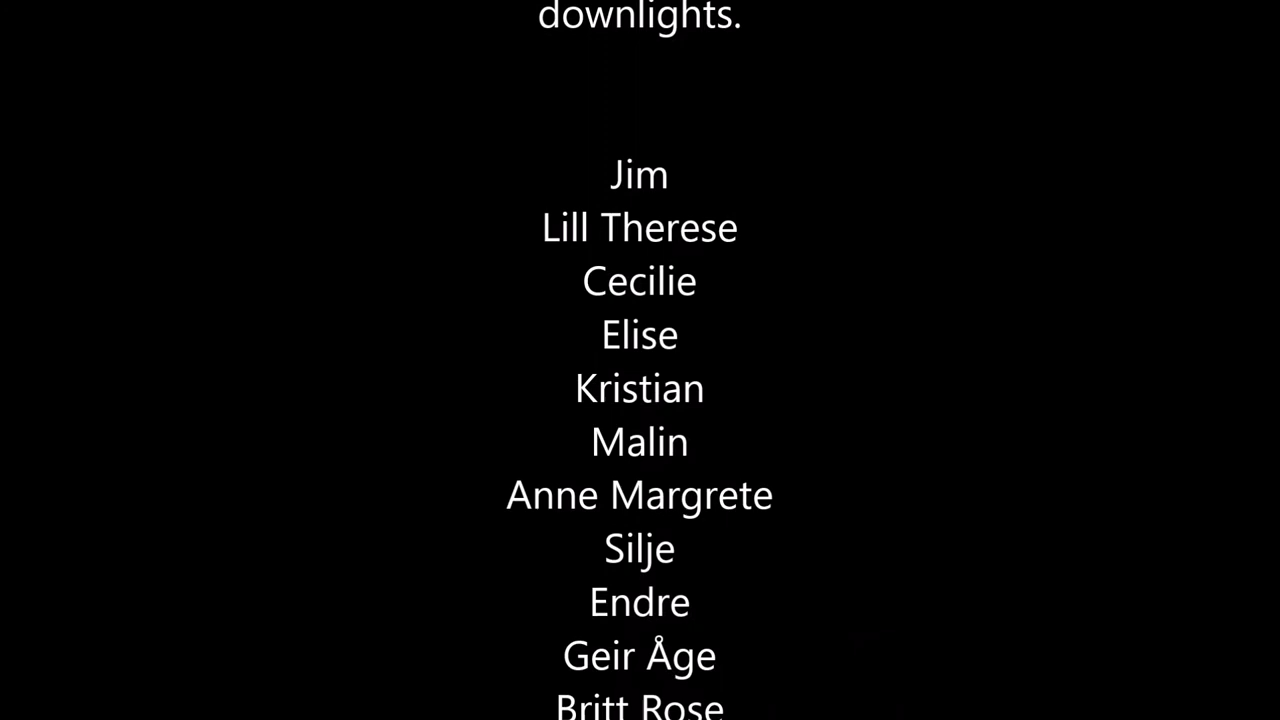 downlights.
Jim
Lill Therese
Cecilie
Elise
Kristian
Malin
Anne Margrete
Silje
Endre
Geir Åge
Britt Rose